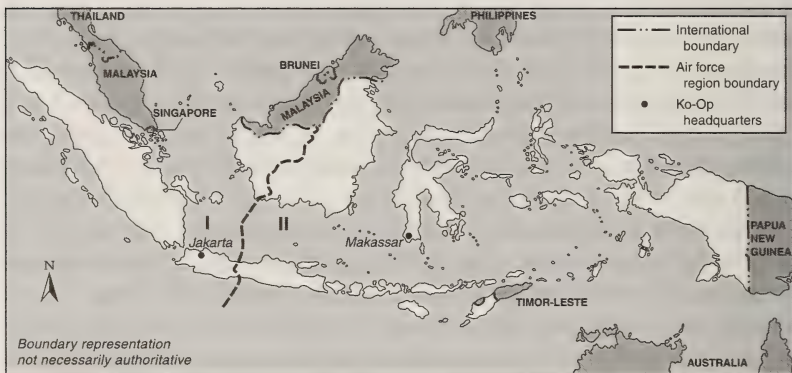 THAILAND
MALAYSIA
SINGAPORE
BRUNEI
MALAYSIA
PHILIPPINES
International
boundary
Air force
region boundary
Ko-Op
headquarters
I
II
Jakarta
Makassar
PAPUA
NEW
GUINEA
N
TIMOR-LESTE
AUSTRALIA
Boundary representation
not necessarily authoritative